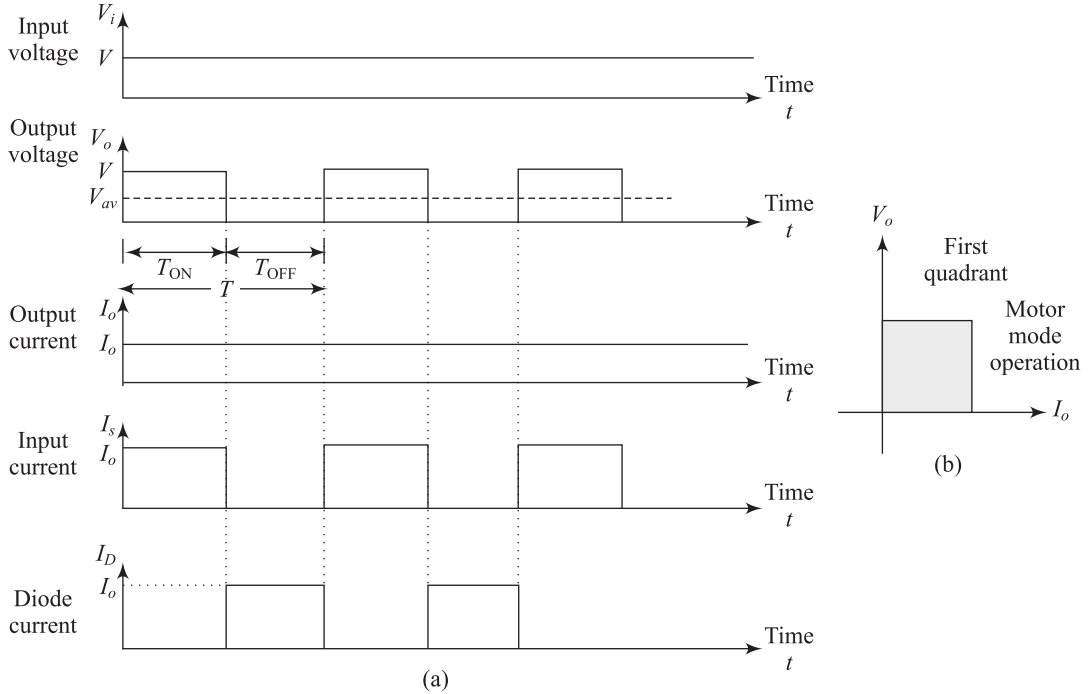 Input
voltage
V_i
V
Time
t
Output
voltage
V_o
V
V_av
Time
t
T_ON
T_OFF
T
Output
current
I_o
I_o
Time
t
Input
current
I_s
I_o
Time
t
Diode
current
I_D
I_o
Time
t
(a)
V_o
First
quadrant
Motor
mode
operation
I_o
(b)